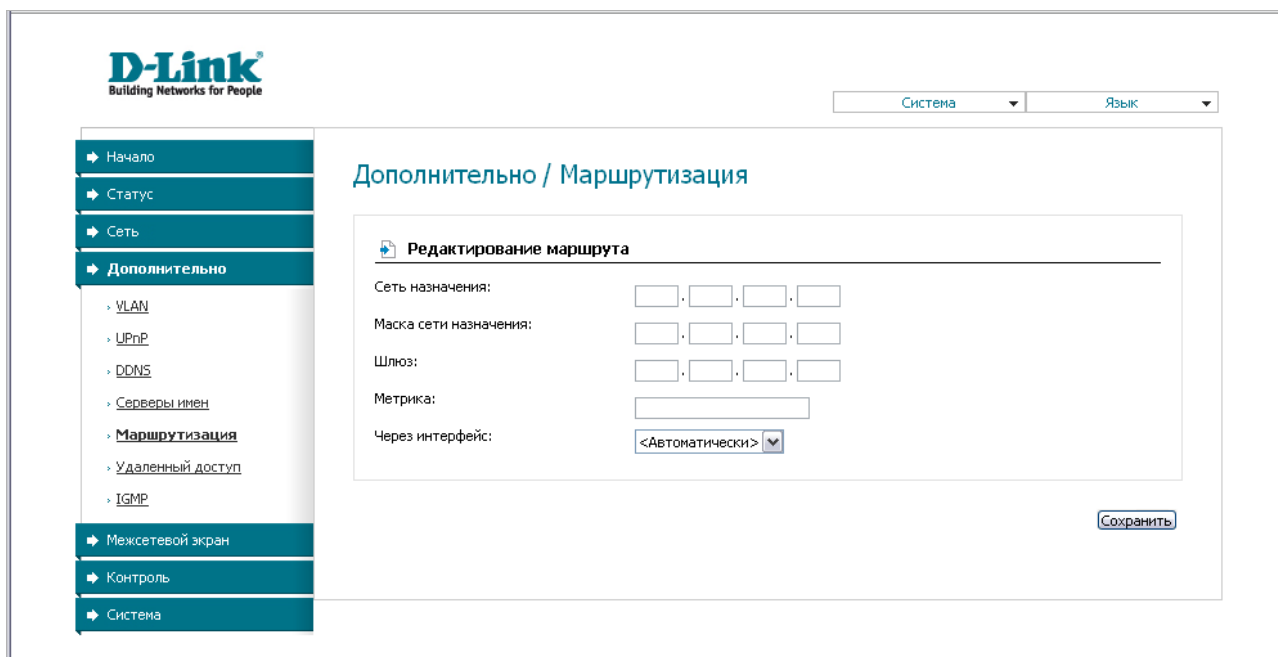 D-Link
Building Networks for People
Система
Язык
Начало
Статус
Сеть
Дополнительно
VLAN
UPnP
DDNS
Серверы имен
Маршрутизация
Удаленный доступ
IGMP
Межсетевой экран
Контроль
Система
Дополнительно / Маршрутизация
Редактирование маршрута
Сеть назначения:
. . .
Маска сети назначения:
. . .
Шлюз:
. . .
Метрика:
Через интерфейс: <Автоматически>
Сохранить